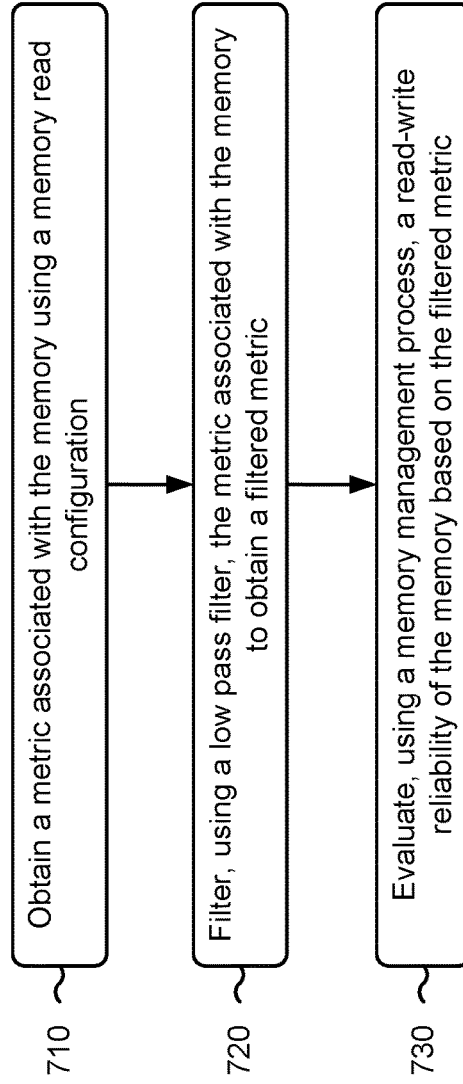 710
Obtain a metric associated with the memory using a memory read
configuration
720
Filter, using a low pass filter, the metric associated with the memory
to obtain a filtered metric
730
Evaluate, using a memory management process, a read-write
reliability of the memory based on the filtered metric